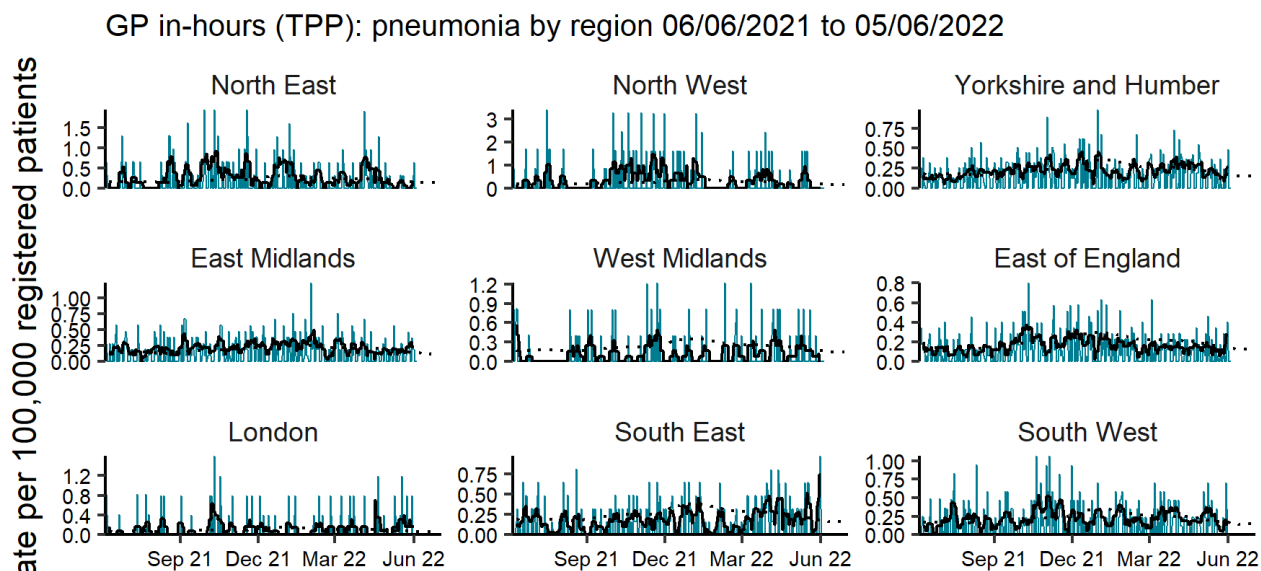 GP in-hours (TPP): pneumonia by region 06/06/2021 to 05/06/2022
ate per 100,000 registered patients
North East
North West
Yorkshire and Humber
1.5
1.0
0.5
0.0
3
2
1
0
0.75
0.50
0.25
0.00
East Midlands
West Midlands
East of England
1.00
0.75
0.50
0.25
0.00
1.2
0.9
0.6
0.3
0.0
0.8
0.6
0.4
0.2
0.0
London
South East
South West
1.2
0.8
0.4
0.0
0.75
0.50
0.25
0.00
1.00
0.75
0.50
0.25
0.00
Sep 21 Dec 21 Mar 22 Jun 22
Sep 21 Dec 21 Mar 22 Jun 22
Sep 21 Dec 21 Mar 22 Jun 22